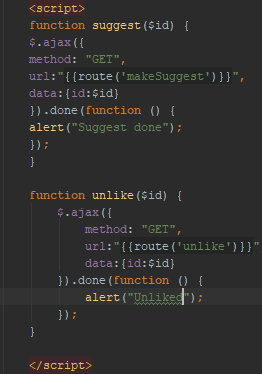 <script>
function suggest($id) {
$.ajax({
method: "GET",
url:"{{route('makeSuggest')}}",
data:{id:$id}
}).done(function () {
alert("Suggest done");
});
}
function unlike($id) {
$.ajax({
method: "GET",
url:"{{route('unlike')}}"
data:{id:$id}
}).done(function () {
alert("Unliked");
});
}
</script>